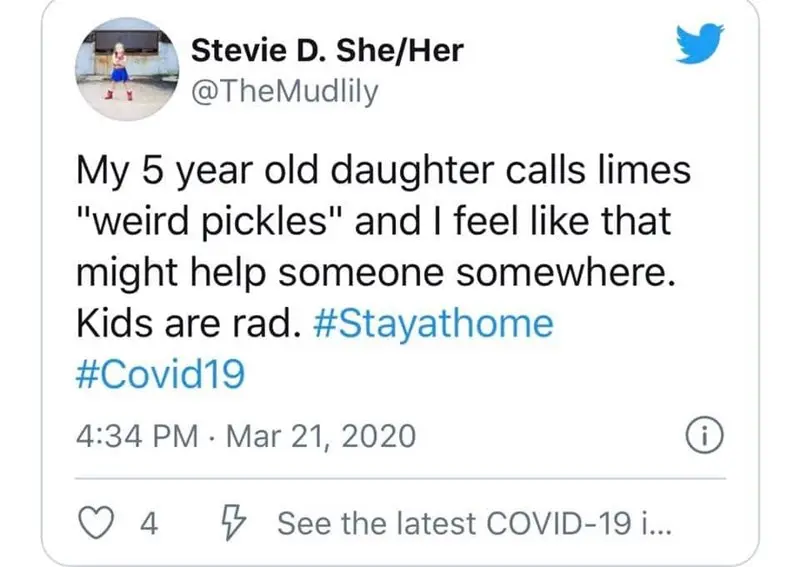 Stevie D. She/Her
@TheMudlily
My 5 year old daughter calls limes
"weird pickles" and I feel like that
might help someone somewhere.
Kids are rad. #Stayathome
#Covid19
4:34 PM · Mar 21, 2020
4 See the latest COVID-19 i...